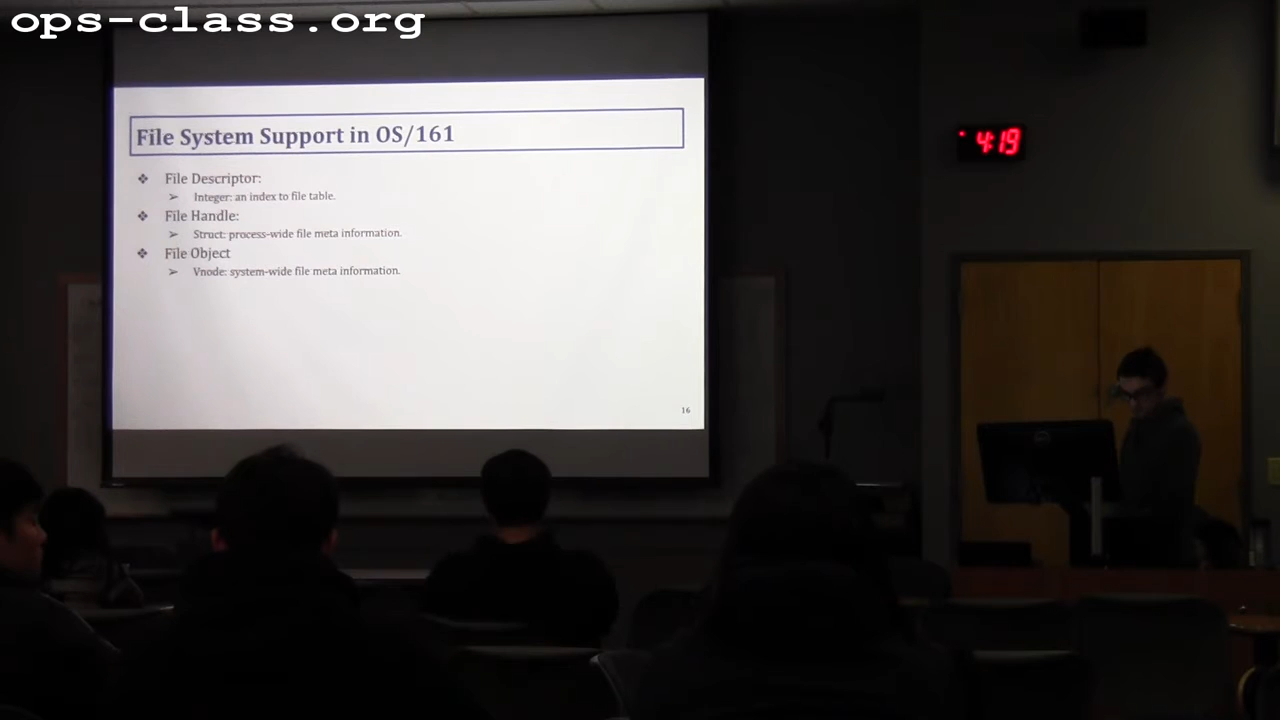 ops-class.org
File System Support in OS/161
❖ File Descriptor:
➢ Integer: an index to file table.
❖ File Handle:
➢ Struct: process-wide file meta information.
❖ File Object
➢ Vnode: system-wide file meta information.
16
4:19